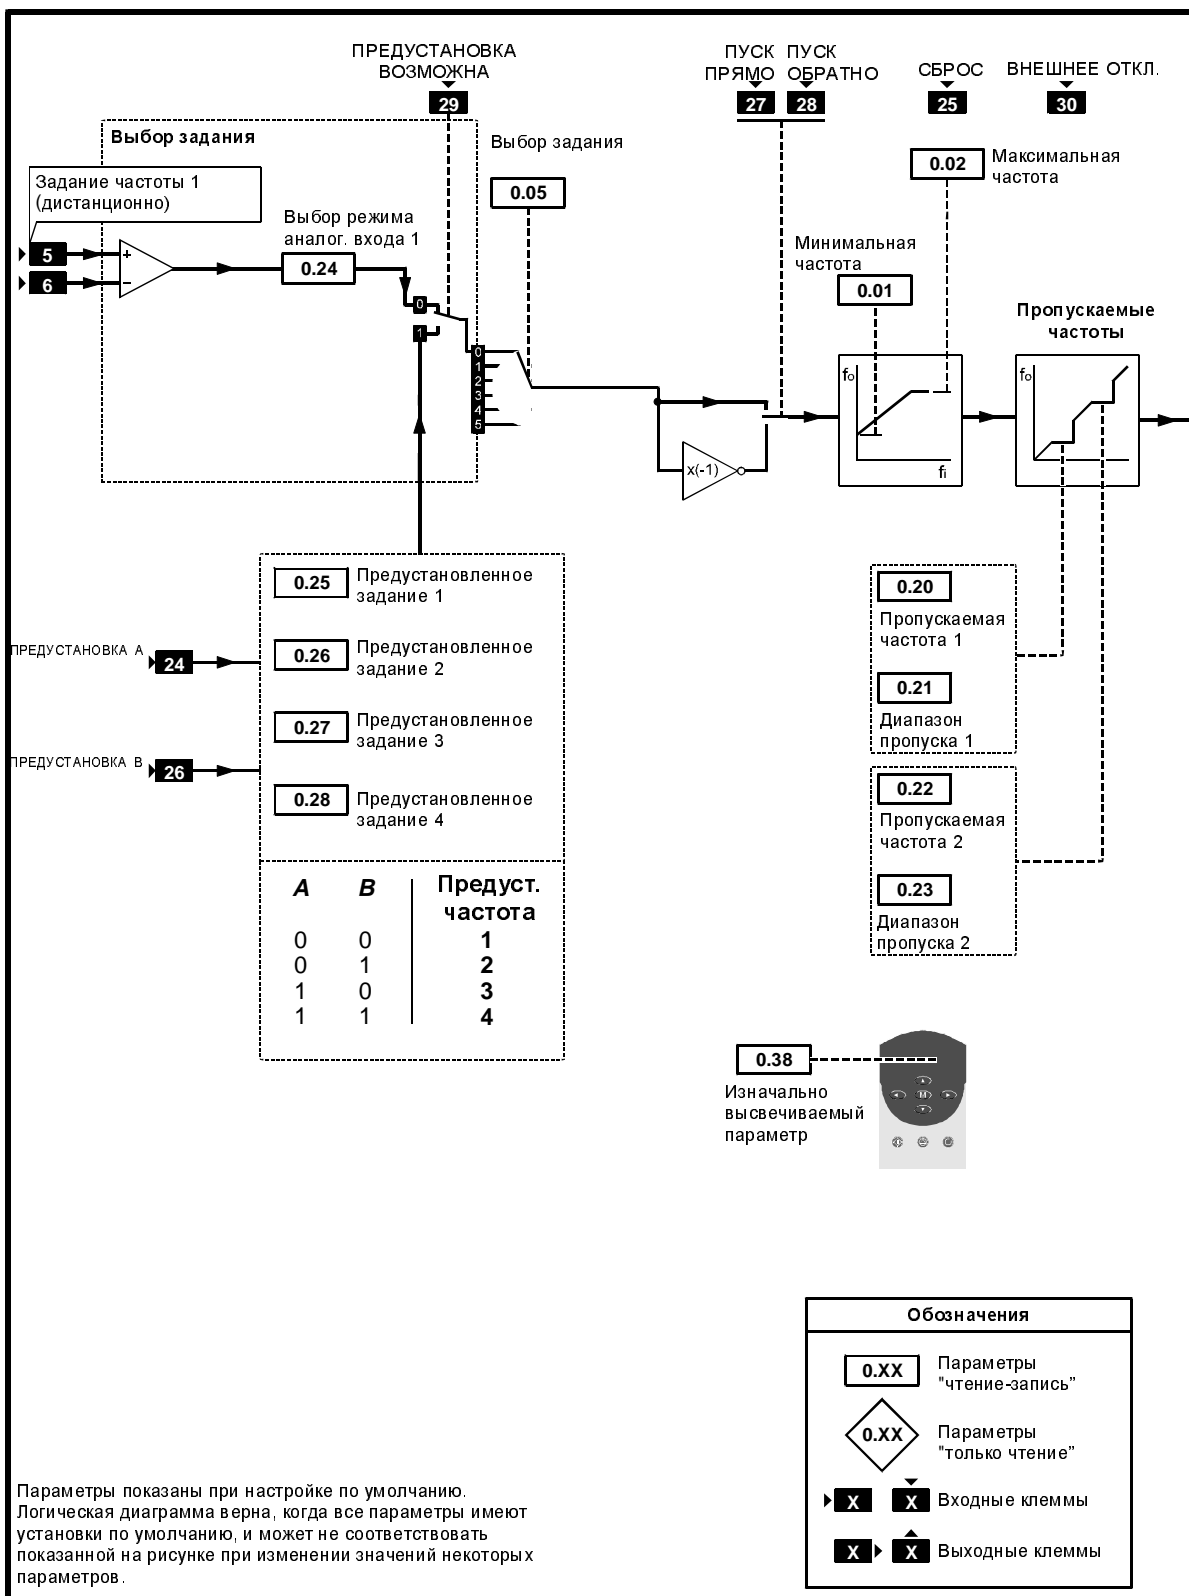 ПРЕДУСТАНОВКА
ВОЗМОЖНА
29
ПУСК ПУСК
ПРЯМО ОБРАТНО
27 28
СБРОС
25
ВНЕШНЕЕ ОТКЛ.
30
Выбор задания
Выбор задания
0.05
0.02
Максимальная
частота
Задание частоты 1
(дистанционно)
5
6
+
–
Выбор режима
аналог. входа 1
0.24
0
1
0
1
2
3
4
5
Минимальная
частота
0.01
Пропускаемые
частоты
fo
fi
fo
x(-1)
0.25
Предустановленное
задание 1
ПРЕДУСТАНОВКА A
24
0.26
Предустановленное
задание 2
0.27
Предустановленное
задание 3
ПРЕДУСТАНОВКА B
26
0.28
Предустановленное
задание 4
A B Предуст.
частота
0 0 1
0 1 2
1 0 3
1 1 4
0.20
Пропускаемая
частота 1
0.21
Диапазон
пропуска 1
0.22
Пропускаемая
частота 2
0.23
Диапазон
пропуска 2
0.38
Изначально
высвечиваемый
параметр
M
Обозначения
0.XX
Параметры
"чтение-запись"
0.XX
Параметры
"только чтение"
X X Входные клеммы
X X Выходные клеммы
Параметры показаны при настройке по умолчанию.
Логическая диаграмма верна, когда все параметры имеют
установки по умолчанию, и может не соответствовать
показанной на рисунке при изменении значений некоторых
параметров.